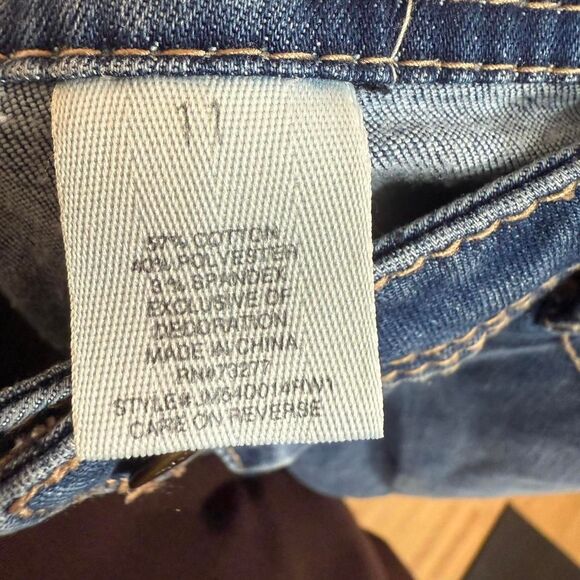 11
57% COTTON
40% POLYESTER
3% SPANDEX
EXCLUSIVE OF
DECORATION
MADE IN CHINA
RN#73277
STYLE#
CARE ON REVERSE